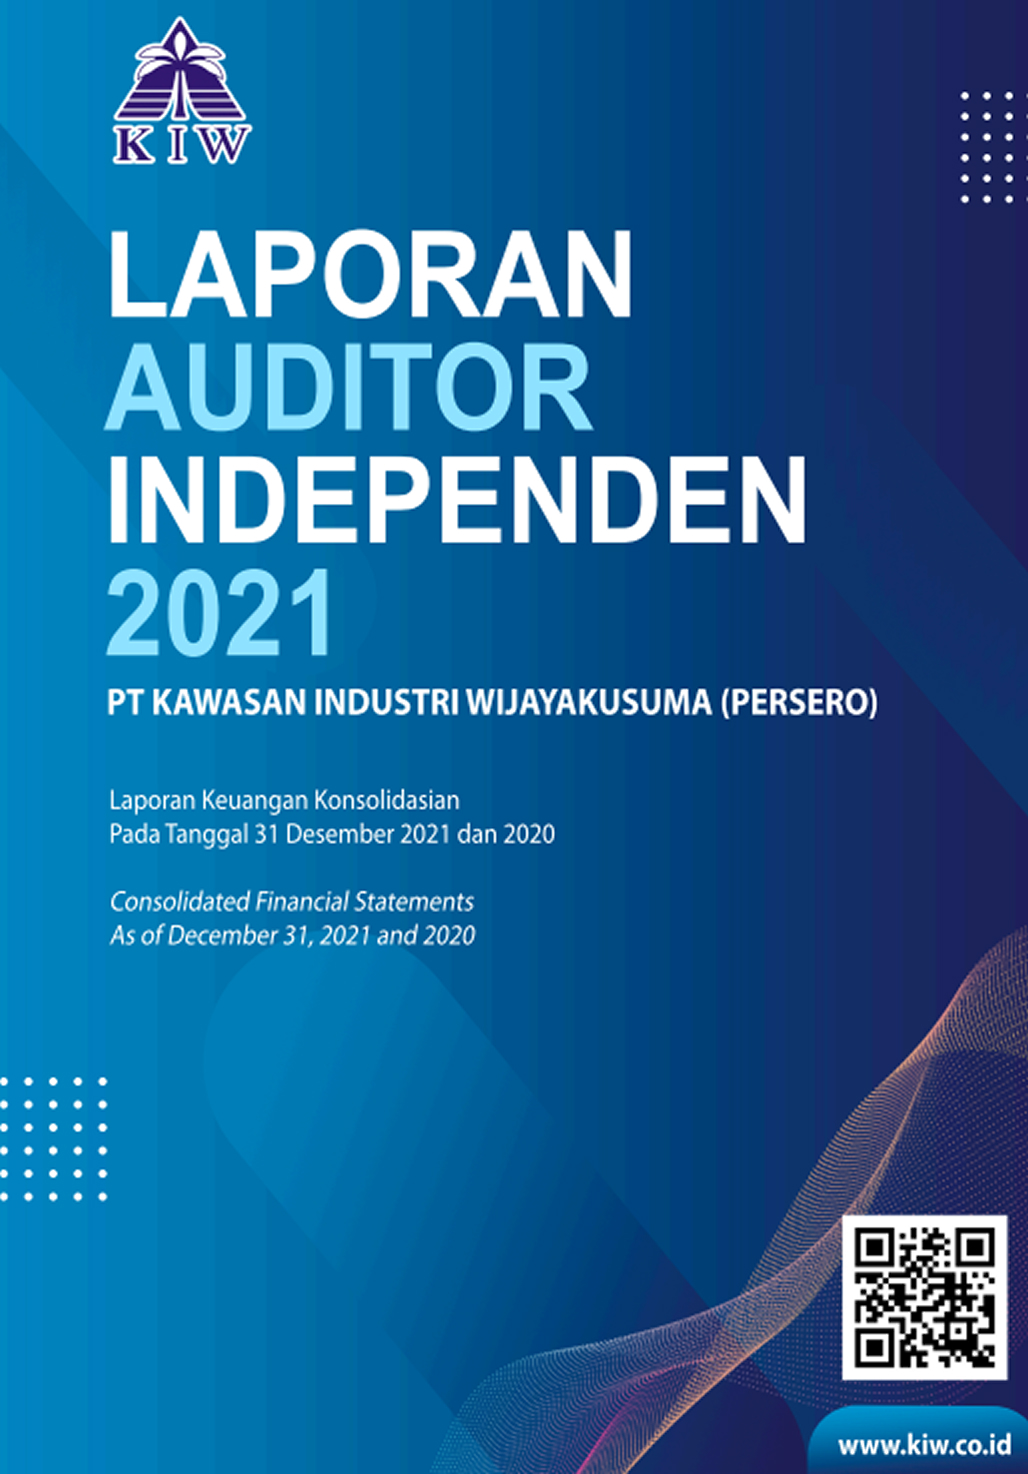 KIW
LAPORAN
AUDITOR
INDEPENDEN
2021
PT KAWASAN INDUSTRI WIJAYAKUSUMA (PERSERO)
Laporan Keuangan Konsolidasian
Pada Tanggal 31 Desember 2021 dan 2020
Consolidated Financial Statements
As of December 31, 2021 and 2020
www.kiw.co.id